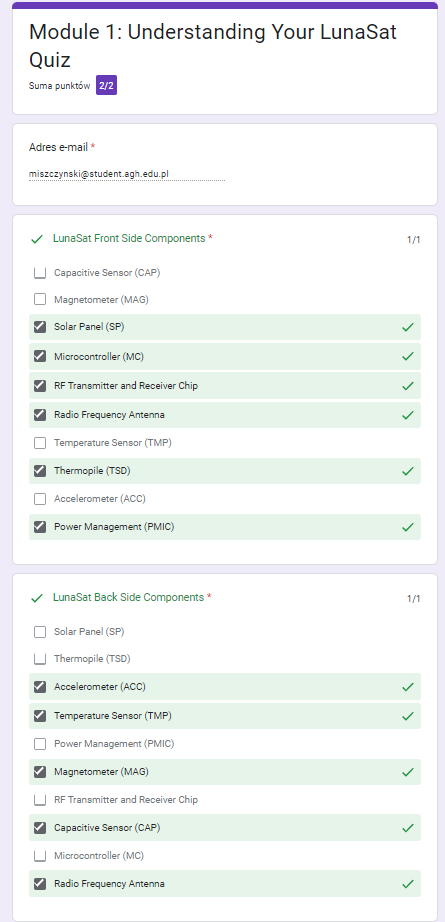 Module 1: Understanding Your LunaSat
Quiz
Suma punktów 2/2
Adres e-mail *
miszczynski@student.agh.edu.pl
LunaSat Front Side Components * 1/1
Capacitive Sensor (CAP)
Magnetometer (MAG)
Solar Panel (SP)
Microcontroller (MC)
RF Transmitter and Receiver Chip
Radio Frequency Antenna
Temperature Sensor (TMP)
Thermopile (TSD)
Accelerometer (ACC)
Power Management (PMIC)
LunaSat Back Side Components * 1/1
Solar Panel (SP)
Thermopile (TSD)
Accelerometer (ACC)
Temperature Sensor (TMP)
Power Management (PMIC)
Magnetometer (MAG)
RF Transmitter and Receiver Chip
Capacitive Sensor (CAP)
Microcontroller (MC)
Radio Frequency Antenna